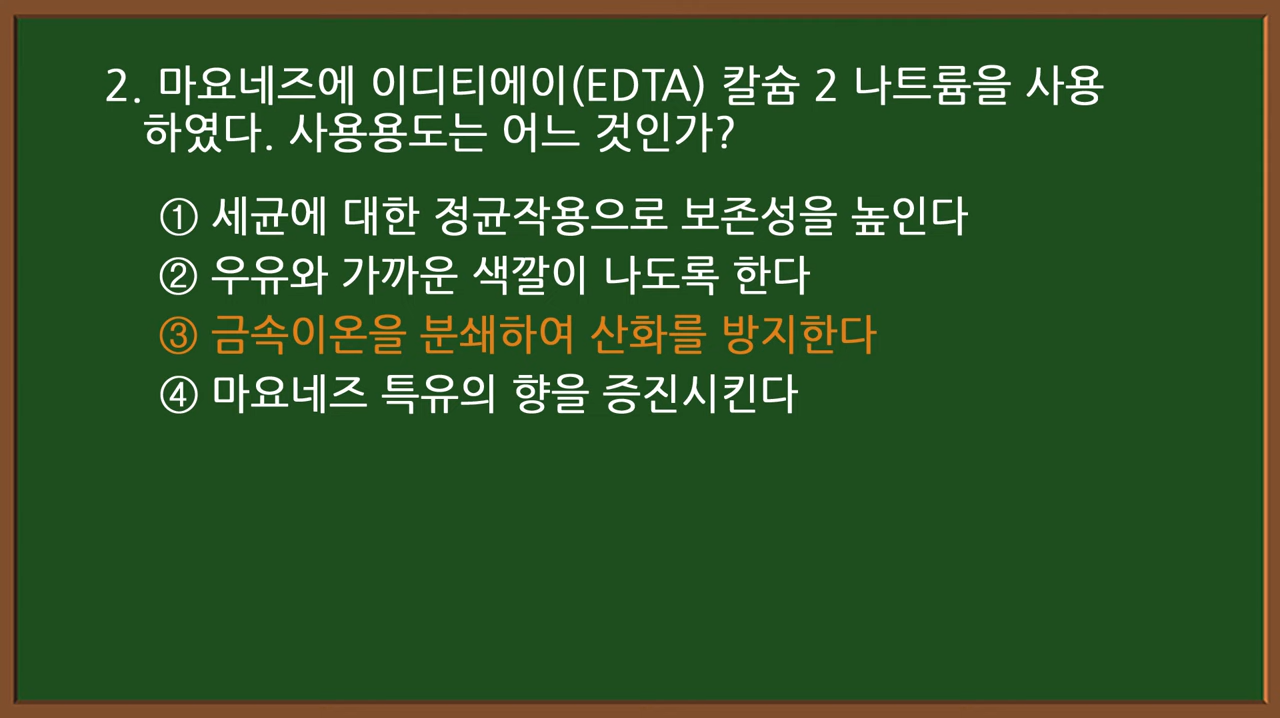 2. 마요네즈에 이디티에이(EDTA) 칼슘 2 나트륨을 사용
하였다. 사용용도는 어느 것인가?
① 세균에 대한 정균작용으로 보존성을 높인다
② 우유와 가까운 색깔이 나도록 한다
③ 금속이온을 분쇄하여 산화를 방지한다
④ 마요네즈 특유의 향을 증진시킨다